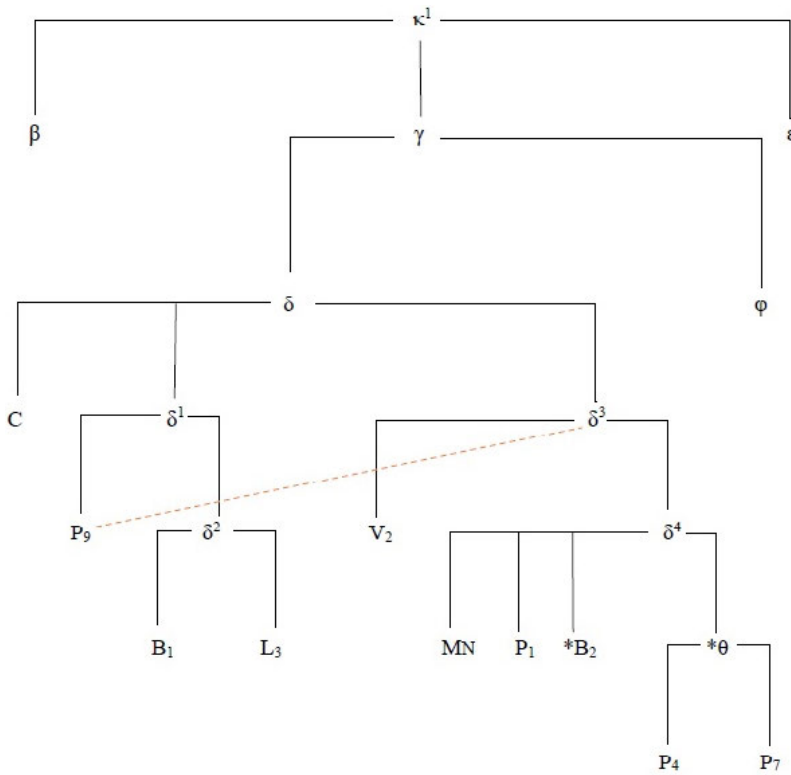 κ¹
β γ ε
δ φ
C δ¹ δ³
P₉ δ² V₂ δ⁴
B₁ L₃ MN P₁ *B₂ *θ
P₄ P₇